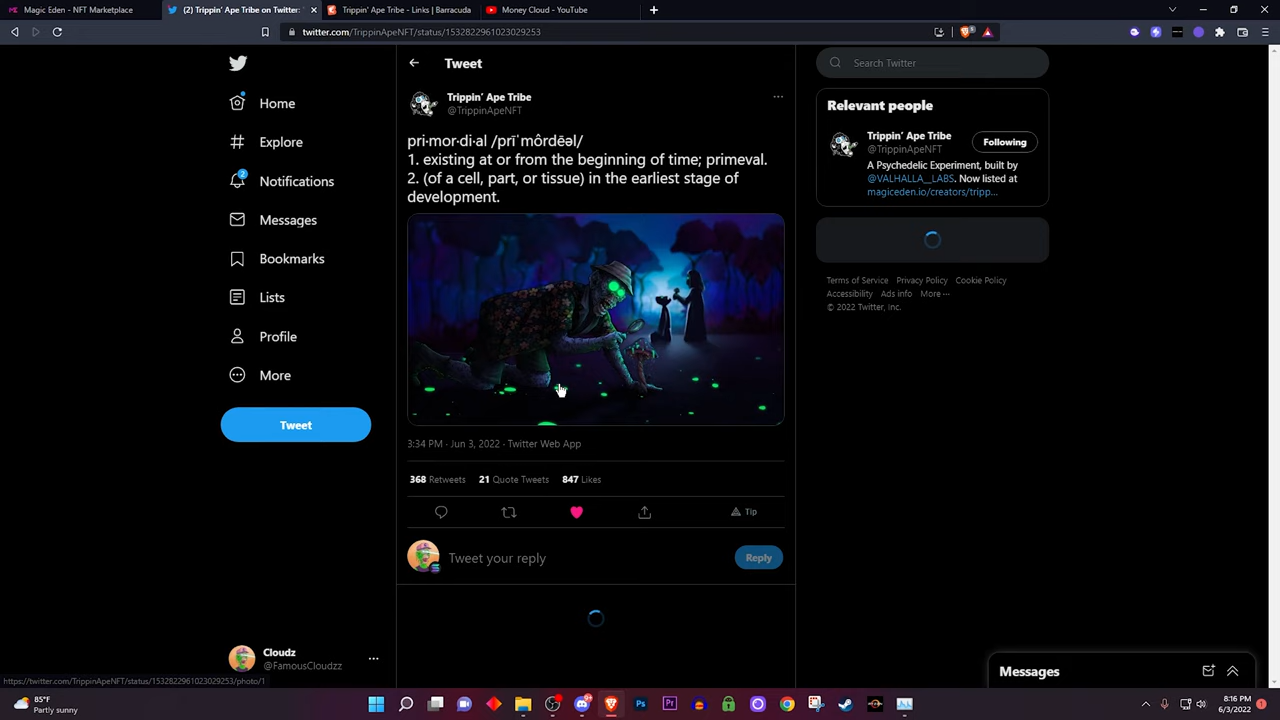 Magic Eden - NFT Marketplace
(2) Trippin' Ape Tribe on Twitter:
Trippin' Ape Tribe - Links | Barracuda
Money Cloud - YouTube
twitter.com/TrippinApeNFT/status/1532822961023029253
Home
Explore
2
Notifications
Messages
Bookmarks
Lists
Profile
More
Tweet
Cloudz
@FamousCloudzz
Tweet
Trippin' Ape Tribe
@TrippinApeNFT
pri·mor·di·al /prīˈmôrdēəl/
1. existing at or from the beginning of time; primeval.
2. (of a cell, part, or tissue) in the earliest stage of
development.
3:34 PM · Jun 3, 2022 · Twitter Web App
368 Retweets 21 Quote Tweets 847 Likes
Tip
Tweet your reply
Reply
Search Twitter
Relevant people
Trippin' Ape Tribe
@TrippinApeNFT
Following
A Psychedelic Experiment, built by
@VALHALLA__LABS. Now listed at
magiceden.io/creators/tripp...
Terms of Service Privacy Policy Cookie Policy
Accessibility Ads info More ···
© 2022 Twitter, Inc.
Messages
https://twitter.com/TrippinApeNFT/status/1532822961023029253/photo/1
85°F
Partly sunny
Ps
Pr
8:16 PM
6/3/2022